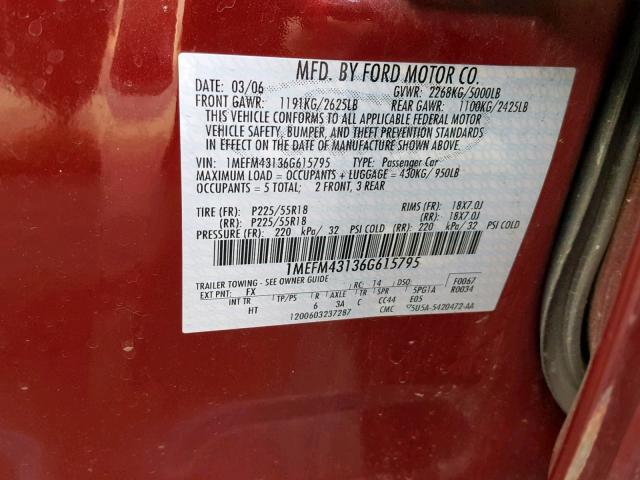 MFD. BY FORD MOTOR CO.
DATE: 03/06 GVWR: 2268KG/5000LB
FRONT GAWR: 1191KG/2625LB REAR GAWR: 1100KG/2425LB
THIS VEHICLE CONFORMS TO ALL APPLICABLE FEDERAL MOTOR
VEHICLE SAFETY, BUMPER, AND THEFT PREVENTION STANDARDS
IN EFFECT ON THE DATE OF MANUFACTURE SHOWN ABOVE.
VIN: 1MEFM43136G615795 TYPE: Passenger Car
MAXIMUM LOAD = OCCUPANTS + LUGGAGE = 430KG/ 950LB
OCCUPANTS = 5 TOTAL; 2 FRONT, 3 REAR
TIRE (FR): P225/55R18 RIMS (FR): 18X7.0J
(RR): P225/55R18 (RR): 18X7.0J
PRESSURE (FR): 220 kPa/ 32 PSI COLD (RR): 220 kPa/ 32 PSI COLD
1MEFM43136G615795
TRAILER TOWING - SEE OWNER GUIDE
EXT PNT: FX RC: 14 DSO: F0067
INT TR TP/PS R AXLE TR SPR 5PG1A R0034
HT 6 3A C CC44 E05
1200603237287 CMC 5U5A-5420472-AA